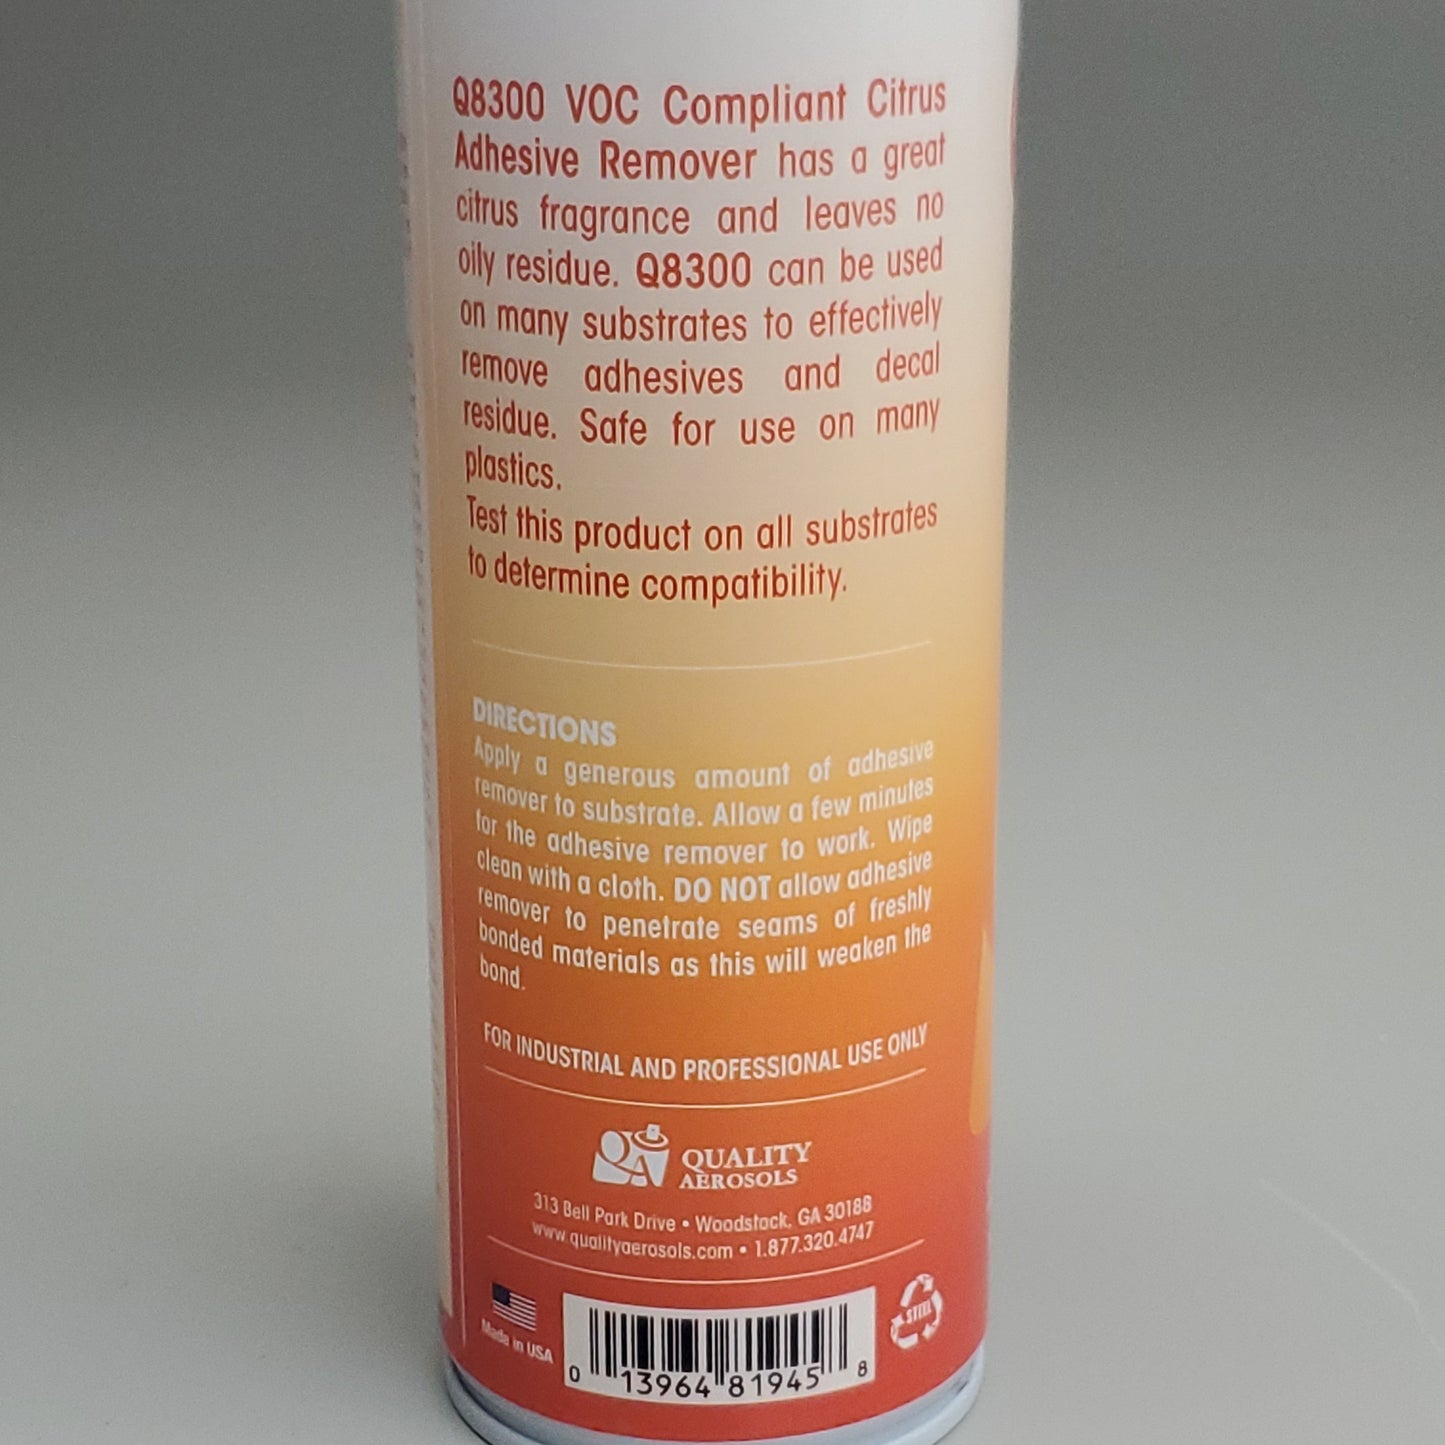 Q8300 VOC Compliant Citrus
Adhesive Remover has a great
citrus fragrance and leaves no
oily residue. Q8300 can be used
on many substrates to effectively
remove adhesives and decal
residue. Safe for use on many
plastics.
Test this product on all substrates
to determine compatibility.
DIRECTIONS
Apply a generous amount of adhesive
remover to substrate. Allow a few minutes
for the adhesive remover to work. Wipe
clean with a cloth. DO NOT allow adhesive
remover to penetrate seams of freshly
bonded materials as this will weaken the
bond.
FOR INDUSTRIAL AND PROFESSIONAL USE ONLY
QA QUALITY
AEROSOLS
313 Bell Park Drive • Woodstock, GA 30188
www.qualityaerosols.com • 1.877.320.4747
Made in USA
0 13964 81945 8
STEEL